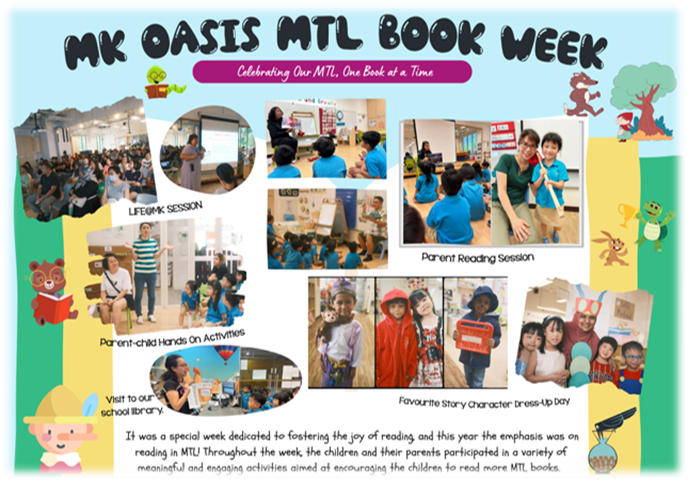 MK OASIS MTL BOOK WEEK
Celebrating Our MTL, One Book at a Time
LIFE@MK SESSION
Parent Reading Session
Parent-child Hands On Activities
Visit to our
school library.
Favourite Story Character Dress-Up Day
It was a special week dedicated to fostering the joy of reading, and this year the emphasis was on
reading in MTL! Throughout the week, the children and their parents participated in a variety of
meaningful and engaging activities aimed at encouraging the children to read more MTL books.